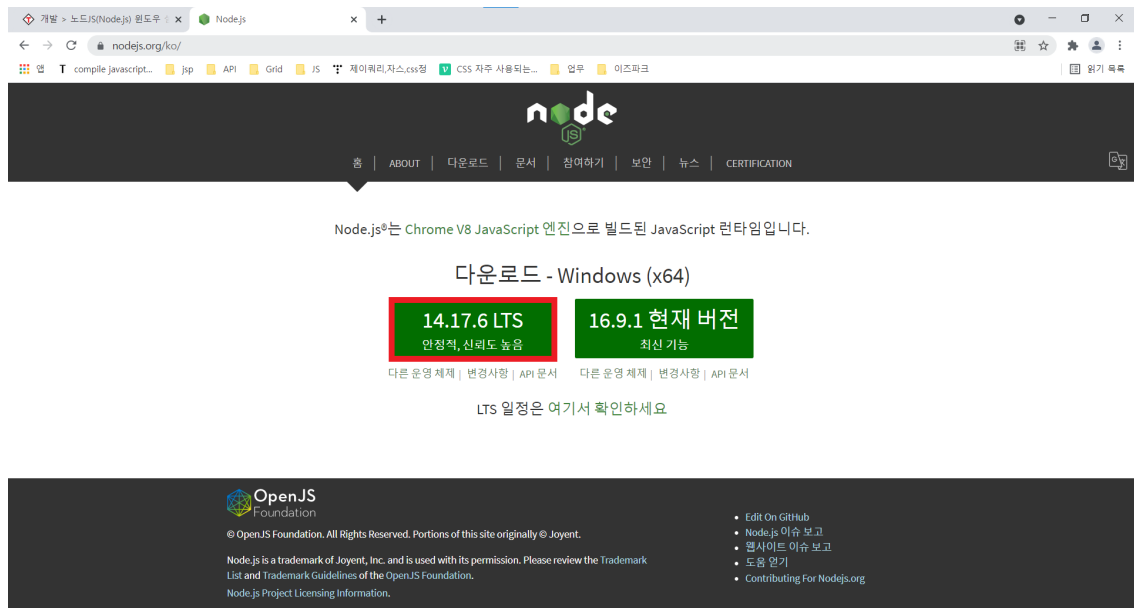 개발 > 노드JS(Node.js) 윈도우
Node.js
nodejs.org/ko/
앱 compile javascript... jsp API Grid JS 제이쿼리,자스,css정 CSS 자주 사용되는... 업무 이즈파크 읽기 목록
node
JS
홈 | ABOUT | 다운로드 | 문서 | 참여하기 | 보안 | 뉴스 | CERTIFICATION
Node.js®는 Chrome V8 JavaScript 엔진으로 빌드된 JavaScript 런타임입니다.
다운로드 - Windows (x64)
14.17.6 LTS
안정적, 신뢰도 높음
다른 운영 체제 | 변경사항 | API 문서
16.9.1 현재 버전
최신 기능
다른 운영 체제 | 변경사항 | API 문서
LTS 일정은 여기서 확인하세요
OpenJS
Foundation
© OpenJS Foundation. All Rights Reserved. Portions of this site originally © Joyent.
Node.js is a trademark of Joyent, Inc. and is used with its permission. Please review the Trademark
List and Trademark Guidelines of the OpenJS Foundation.
Node.js Project Licensing Information.
Edit On GitHub
Node.js 이슈 보고
웹사이트 이슈 보고
도움 얻기
Contributing For Nodejs.org